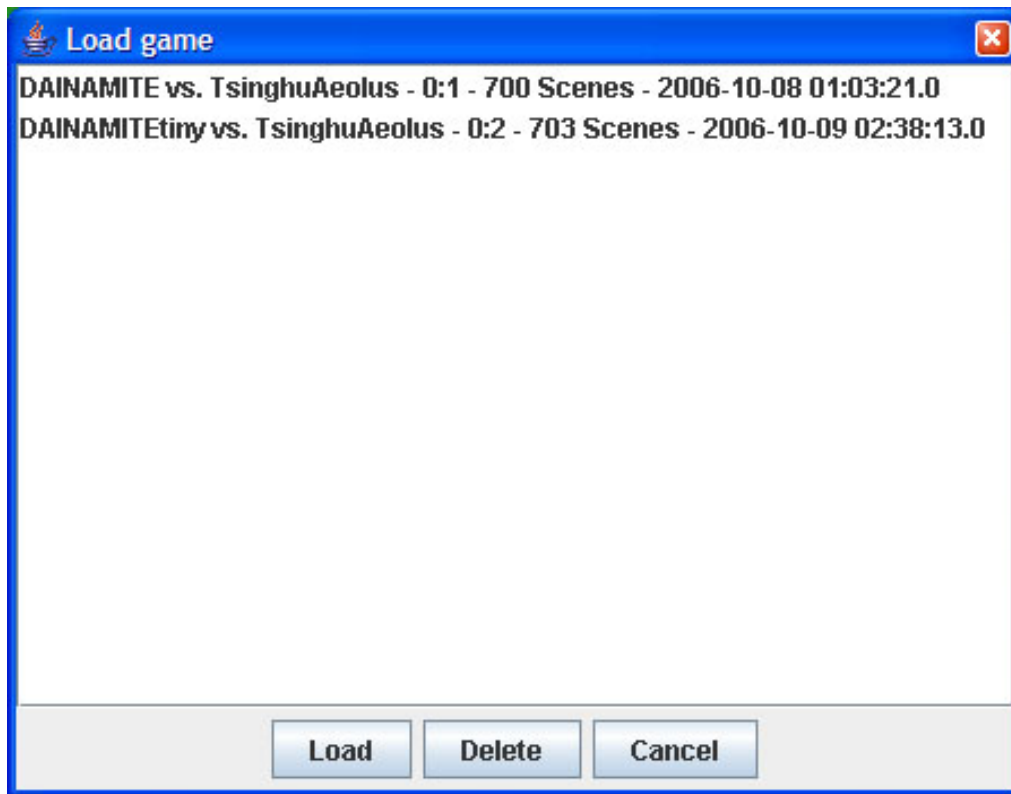 Load game
DAINAMITE vs. TsinghuAeolus - 0:1 - 700 Scenes - 2006-10-08 01:03:21.0
DAINAMITEtiny vs. TsinghuAeolus - 0:2 - 703 Scenes - 2006-10-09 02:38:13.0
Load Delete Cancel